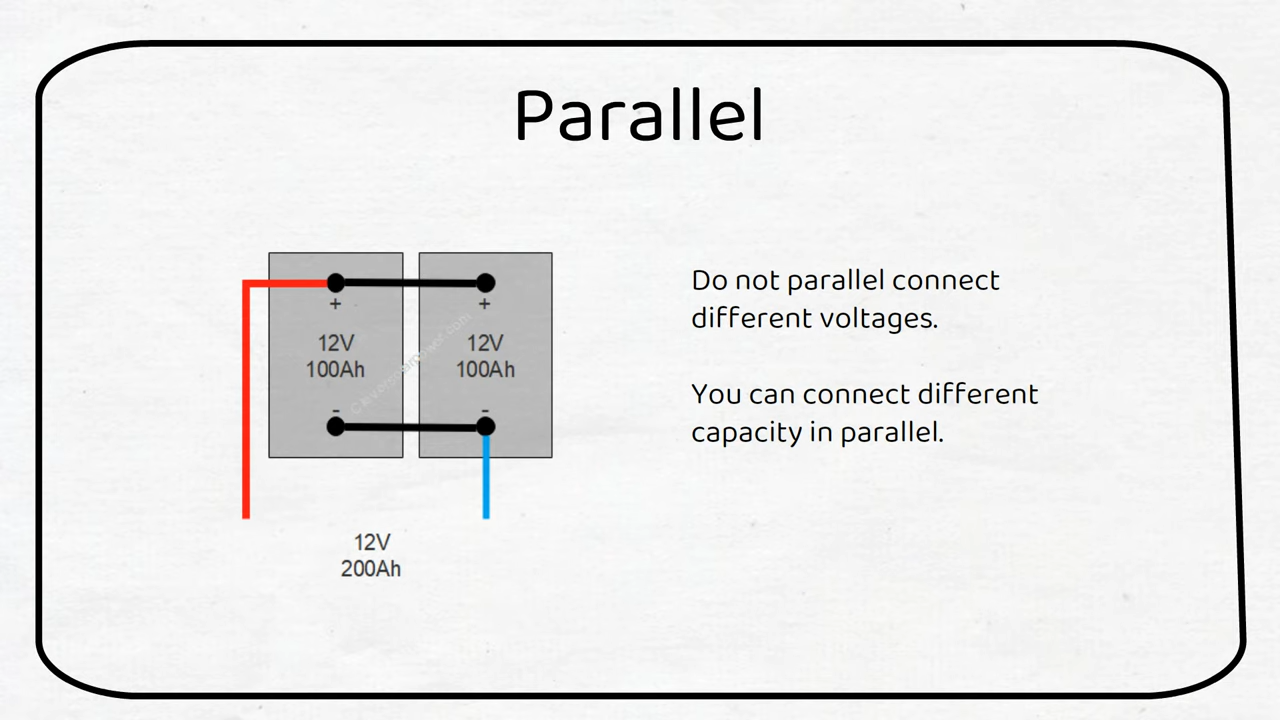 Parallel
+
+
12V
100Ah
12V
100Ah
-
-
12V
200Ah
Do not parallel connect
different voltages.
You can connect different
capacity in parallel.